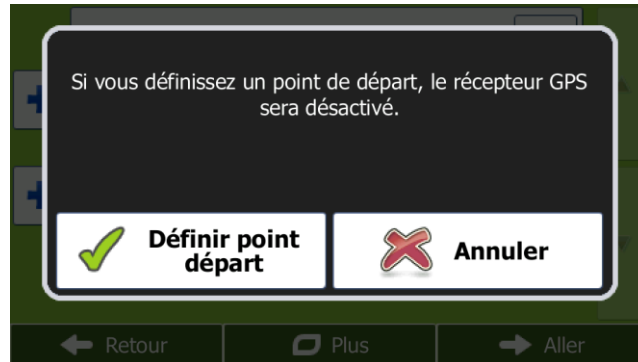 Si vous définissez un point de départ, le récepteur GPS
sera désactivé.
Définir point
départ
Annuler
Retour
Plus
Aller